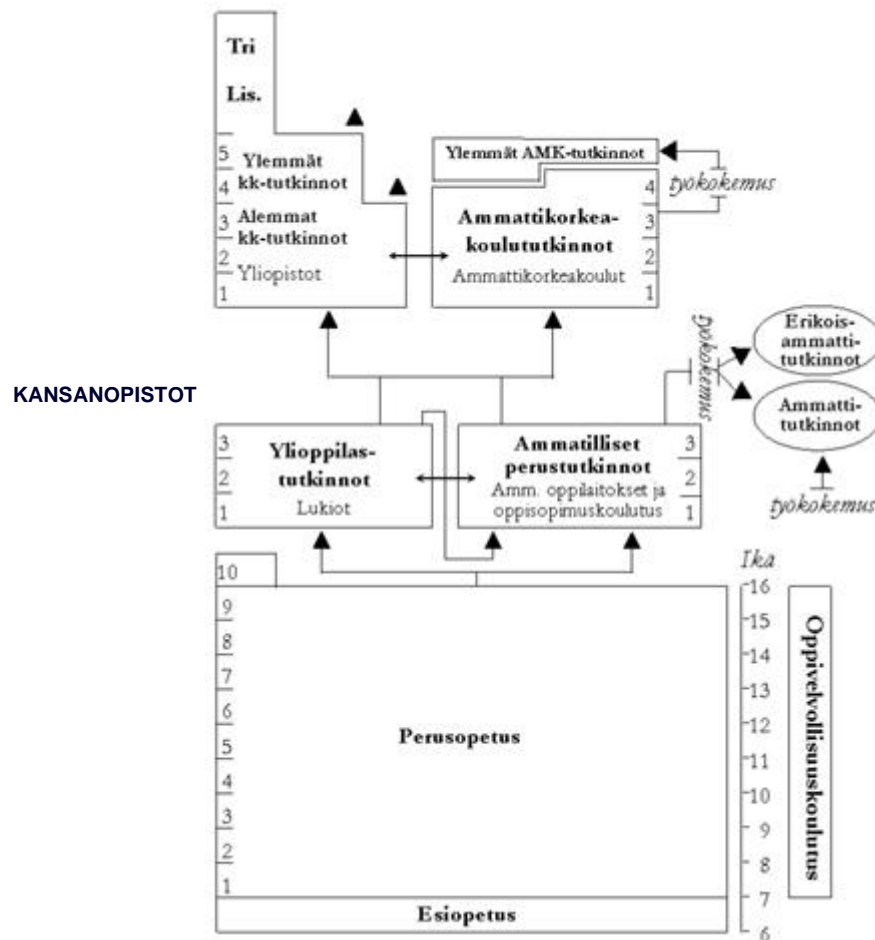 Tri
Lis.
5
Ylemmät
kk-tutkinnot
4
Alemmat
kk-tutkinnot
3
2
Yliopistot
1
Ylemmät AMK-tutkinnot
työkokemus
4
Ammattikorkea-
koulututkinnot
3
2
Ammattikorkeakoulut
1
työkokemus
Erikois-
ammatti-
tutkinnot
Ammatti-
tutkinnot
työkokemus
KANSANOPISTOT
3
Ylioppilas-
tutkinnot
2
Lukiot
1
Ammatilliset
perustutkinnot
3
2
Amm. oppilaitokset ja
oppisopimuskoulutus
1
10
9
8
7
6
5
4
3
2
1
Perusopetus
Esiopetus
Ika
16
15
14
13
12
11
10
9
8
7
6
Oppivelvollisuuskoulutus